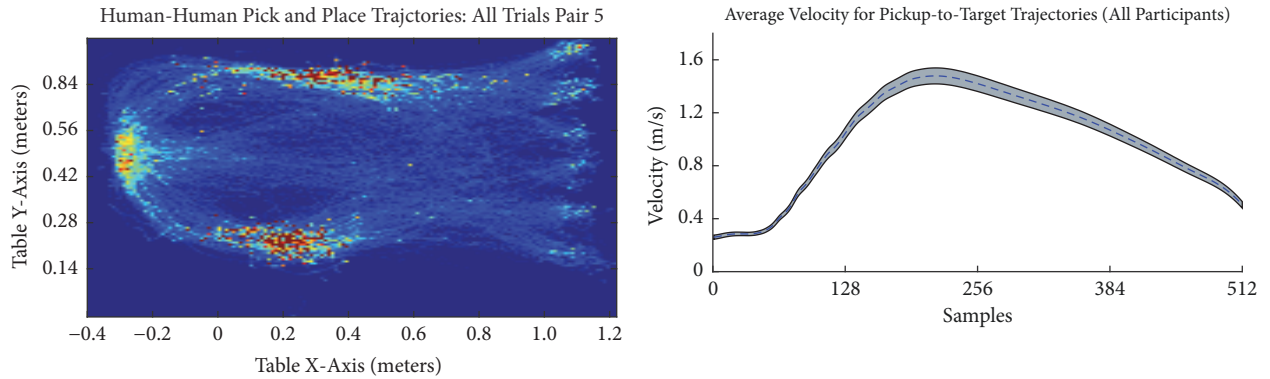 Human-Human Pick and Place Trajctories: All Trials Pair 5
Table Y-Axis (meters)
0.84
0.56
0.42
0.28
0.14
−0.4 −0.2 0 0.2 0.4 0.6 0.8 1.0 1.2
Table X-Axis (meters)
Average Velocity for Pickup-to-Target Trajectories (All Participants)
Velocity (m/s)
1.6
1.2
0.8
0.4
0
0 128 256 384 512
Samples